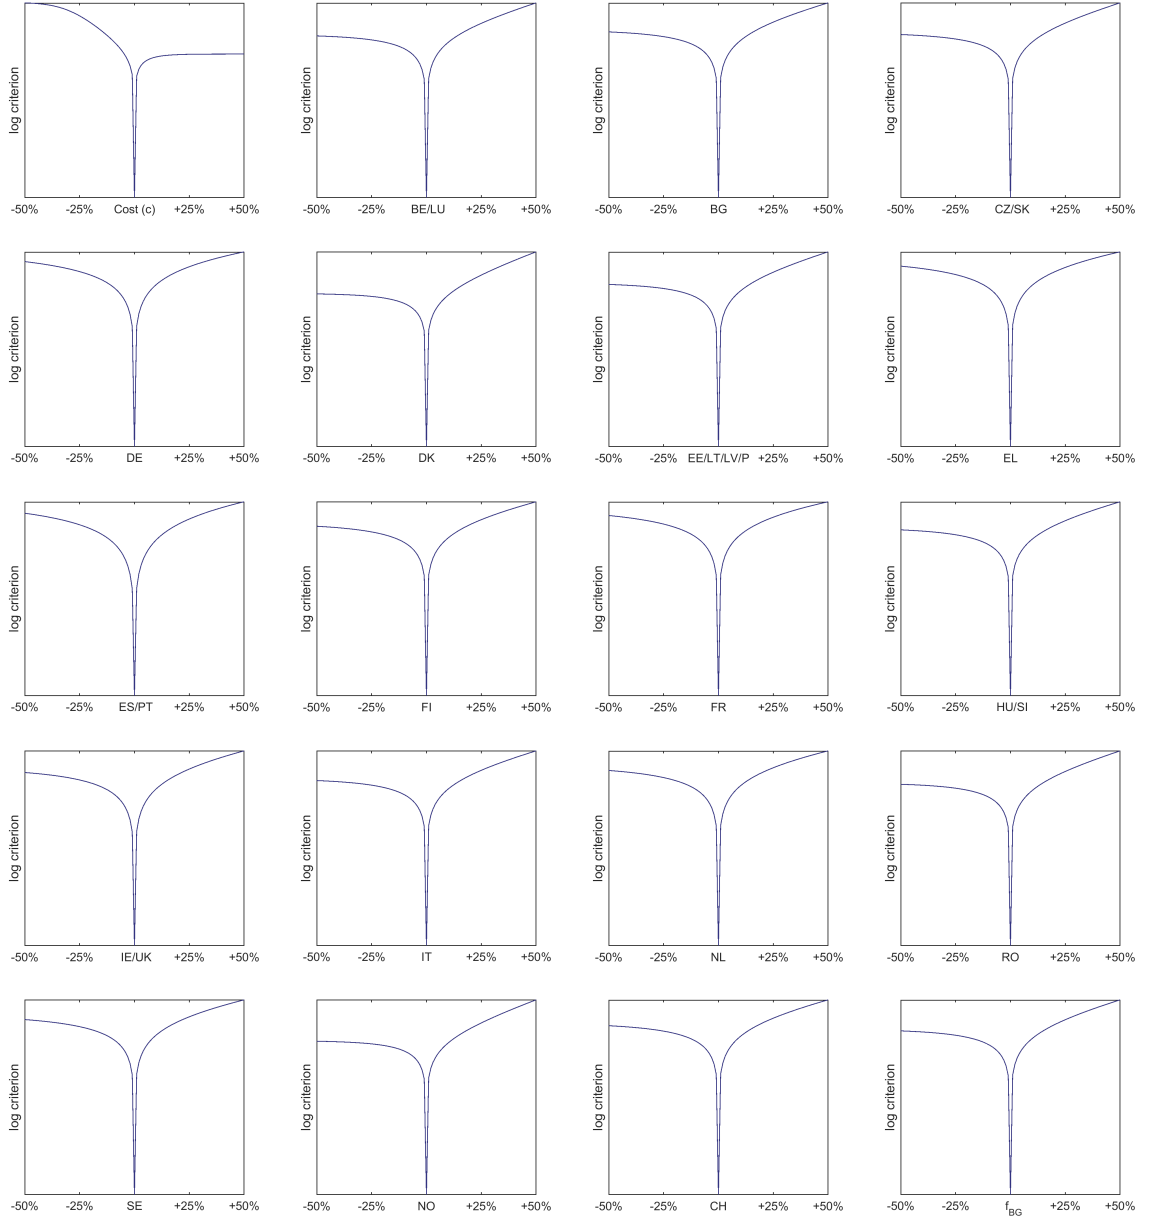 log criterion log criterion log criterion log criterion
-50% -25% Cost (c) +25% +50% -50% -25% BE/LU +25% +50% -50% -25% BG +25% +50% -50% -25% CZ/SK +25% +50%
log criterion log criterion log criterion log criterion
-50% -25% DE +25% +50% -50% -25% DK +25% +50% -50% -25% EE/LT/LV/P +25% +50% -50% -25% EL +25% +50%
log criterion log criterion log criterion log criterion
-50% -25% ES/PT +25% +50% -50% -25% FI +25% +50% -50% -25% FR +25% +50% -50% -25% HU/SI +25% +50%
log criterion log criterion log criterion log criterion
-50% -25% IE/UK +25% +50% -50% -25% IT +25% +50% -50% -25% NL +25% +50% -50% -25% RO +25% +50%
log criterion log criterion log criterion log criterion
-50% -25% SE +25% +50% -50% -25% NO +25% +50% -50% -25% CH +25% +50% -50% -25% f_BG +25% +50%